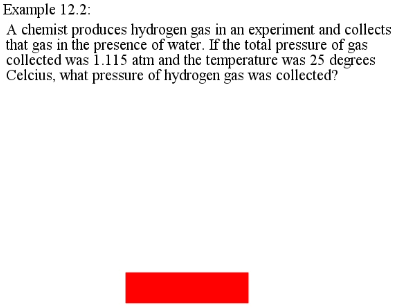 Example 12.2:
A chemist produces hydrogen gas in an experiment and collects
that gas in the presence of water. If the total pressure of gas
collected was 1.115 atm and the temperature was 25 degrees
Celcius, what pressure of hydrogen gas was collected?